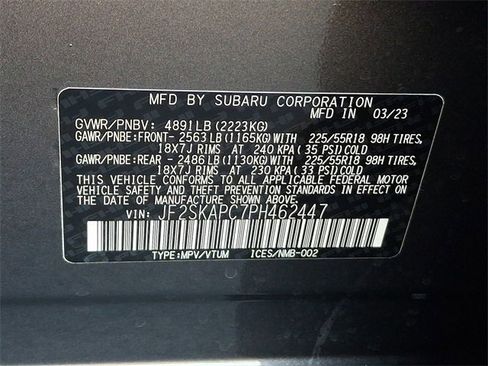 MFD BY SUBARU CORPORATION
MFD IN 03/23
GVWR/PNBV: 4891LB(2223KG)
GAWR/PNBE:FRONT- 2563LB(1165KG)WITH 225/55R18 98H TIRES,
18X7J RIMS AT 240 KPA( 35 PSI)COLD
GAWR/PNBE:REAR - 2486LB(1130KG)WITH 225/55R18 98H TIRES,
18X7J RIMS AT 230 KPA( 33 PSI)COLD
THIS VEHICLE CONFORMS TO ALL APPLICABLE FEDERAL MOTOR
VEHICLE SAFETY AND THEFT PREVENTION STANDARDS IN EFFECT ON
THE DATE OF MANUFACTURE SHOWN ABOVE.
VIN: JF2SKAPC7PH462447
TYPE:MPV/VTUM ICES/NMB-002